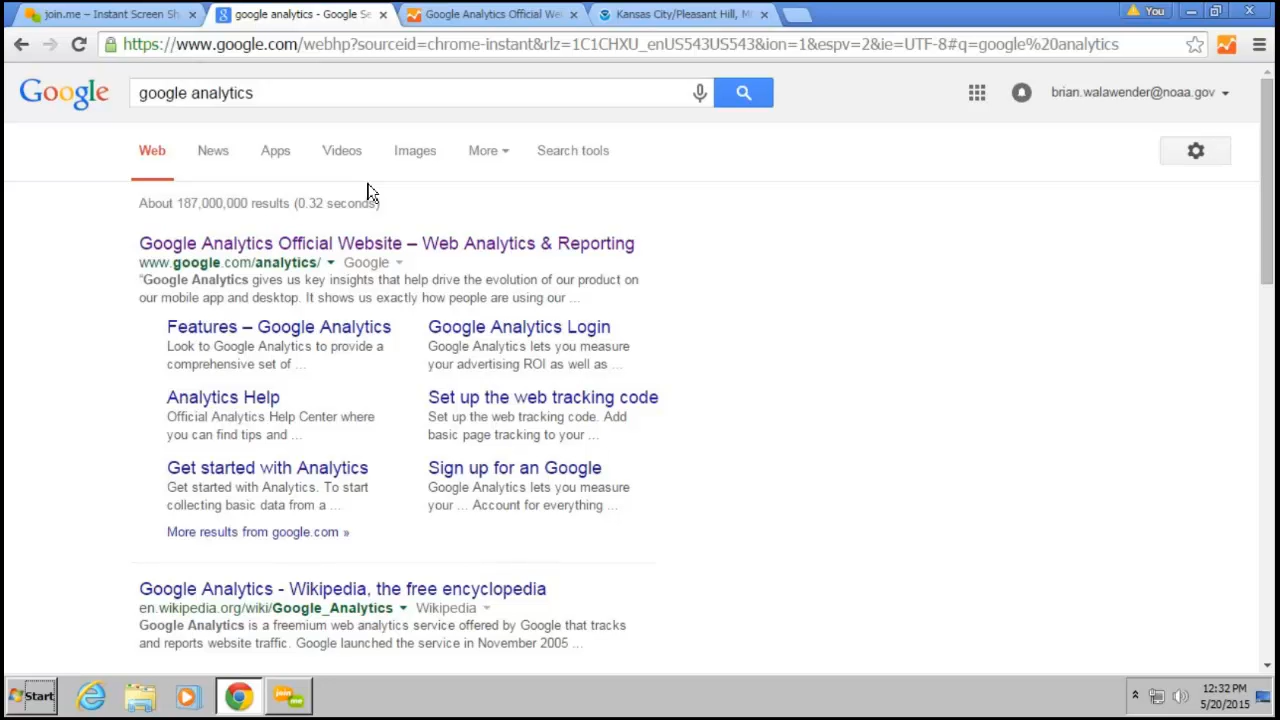 join.me – Instant Screen Sh
google analytics - Google Se
Google Analytics Official We
Kansas City/Pleasant Hill, M
You
https://www.google.com/webhp?sourceid=chrome-instant&rlz=1C1CHXU_enUS543US543&ion=1&espv=2&ie=UTF-8#q=google%20analytics
Google
google analytics
brian.walawender@noaa.gov
Web
News
Apps
Videos
Images
More
Search tools
About 187,000,000 results (0.32 seconds)
Google Analytics Official Website – Web Analytics & Reporting
www.google.com/analytics/ Google
"Google Analytics gives us key insights that help drive the evolution of our product on
our mobile app and desktop. It shows us exactly how people are using our ...
Features – Google Analytics
Look to Google Analytics to provide a
comprehensive set of ...
Google Analytics Login
Google Analytics lets you measure
your advertising ROI as well as ...
Analytics Help
Official Analytics Help Center where
you can find tips and ...
Set up the web tracking code
Set up the web tracking code. Add
basic page tracking to your ...
Get started with Analytics
Get started with Analytics. To start
collecting basic data from a ...
Sign up for an Google
Google Analytics lets you measure
your ... Account for everything ...
More results from google.com »
Google Analytics - Wikipedia, the free encyclopedia
en.wikipedia.org/wiki/Google_Analytics Wikipedia
Google Analytics is a freemium web analytics service offered by Google that tracks
and reports website traffic. Google launched the service in November 2005 ...
Start
join
me
12:32 PM
5/20/2015